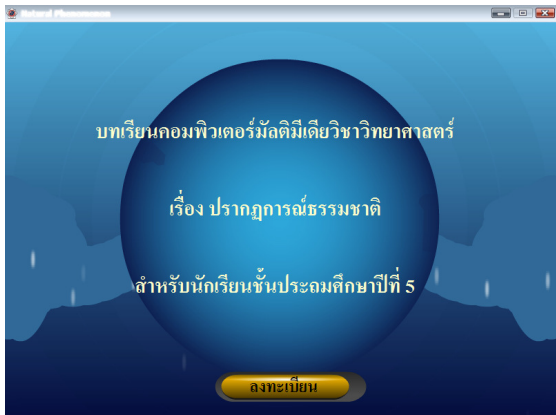 Natural Phenomenon
บทเรียนคอมพิวเตอร์มัลติมีเดียวิชาวิทยาศาสตร์
เรื่อง ปรากฏการณ์ธรรมชาติ
สำหรับนักเรียนชั้นประถมศึกษาปีที่ 5
ลงทะเบียน